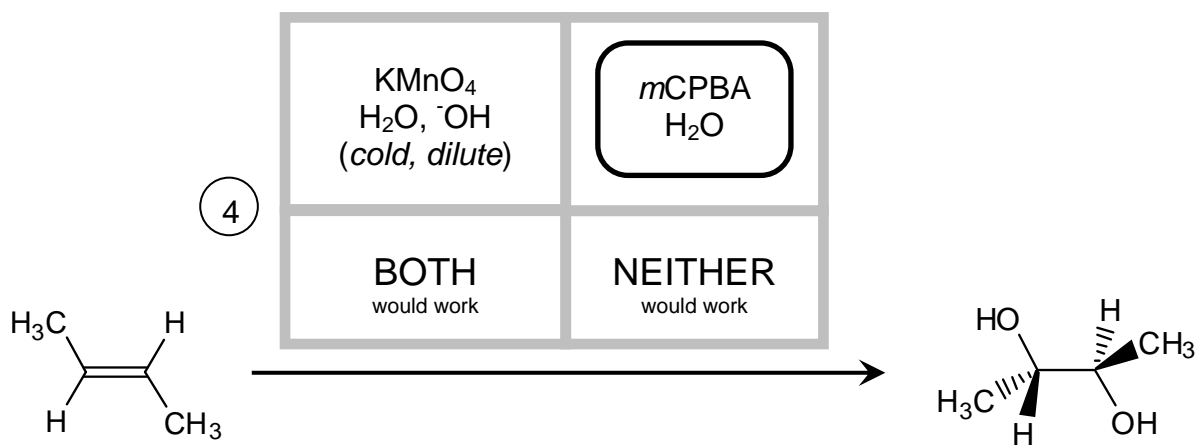 KMnO₄
H₂O, ⁻OH
(cold, dilute)
mCPBA
H₂O
4
BOTH
would work
NEITHER
would work
H₃C
H
H
CH₃
HO
H
CH₃
H₃C
H
OH